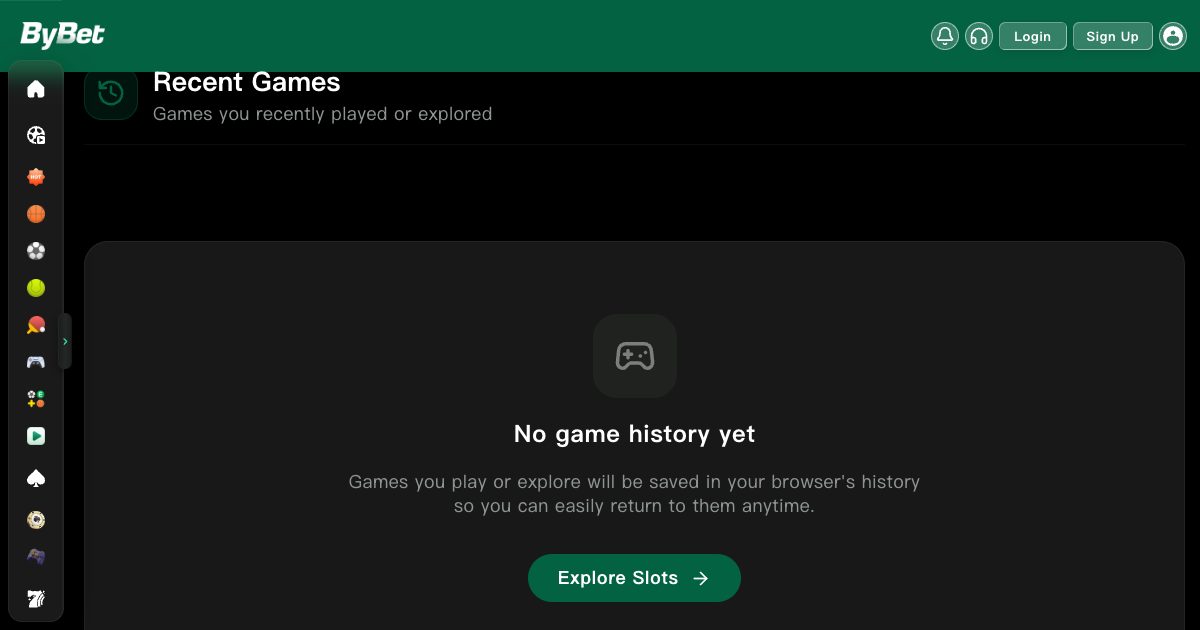 ByBet
Login
Sign Up
Recent Games
Games you recently played or explored
HOT
No game history yet
Games you play or explore will be saved in your browser's history
so you can easily return to them anytime.
Explore Slots